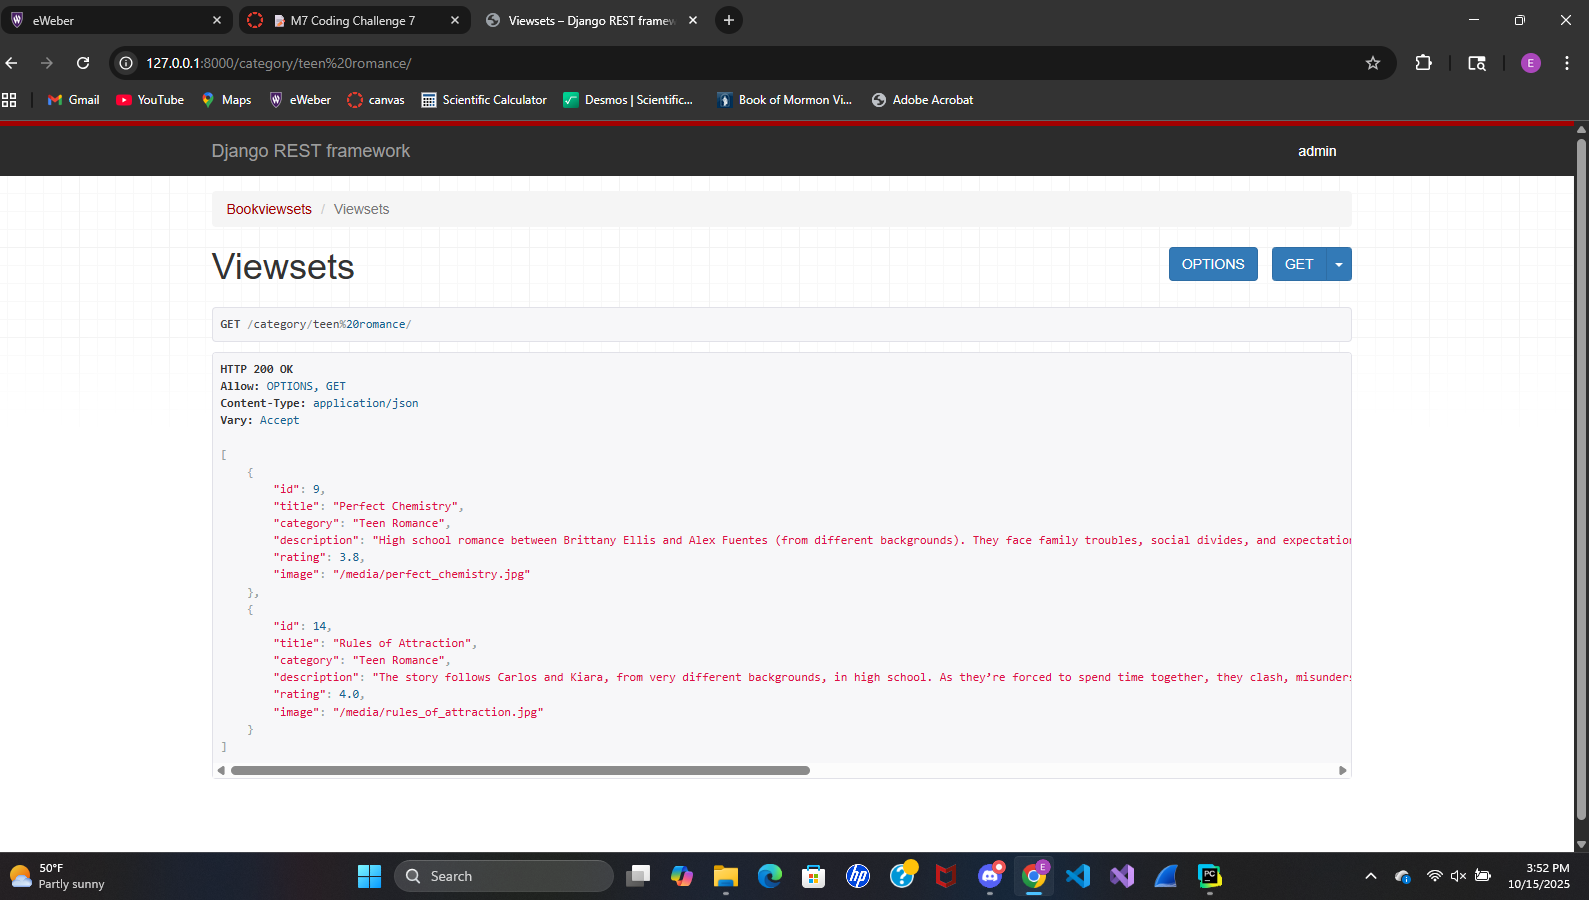 eWeber
M7 Coding Challenge 7
Viewsets – Django REST framew
127.0.0.1:8000/category/teen%20romance/
E
Gmail
YouTube
Maps
eWeber
canvas
Scientific Calculator
Desmos | Scientific...
Book of Mormon Vi...
Adobe Acrobat
Django REST framework
admin
Bookviewsets / Viewsets
Viewsets
OPTIONS
GET
GET /category/teen%20romance/
HTTP 200 OK
Allow: OPTIONS, GET
Content-Type: application/json
Vary: Accept
[
{
"id": 9,
"title": "Perfect Chemistry",
"category": "Teen Romance",
"description": "High school romance between Brittany Ellis and Alex Fuentes (from different backgrounds). They face family troubles, social divides, and expectation
"rating": 3.8,
"image": "/media/perfect_chemistry.jpg"
},
{
"id": 14,
"title": "Rules of Attraction",
"category": "Teen Romance",
"description": "The story follows Carlos and Kiara, from very different backgrounds, in high school. As they’re forced to spend time together, they clash, misunders
"rating": 4.0,
"image": "/media/rules_of_attraction.jpg"
}
]
50°F
Partly sunny
Search
hp
?
E
PC
3:52 PM
10/15/2025